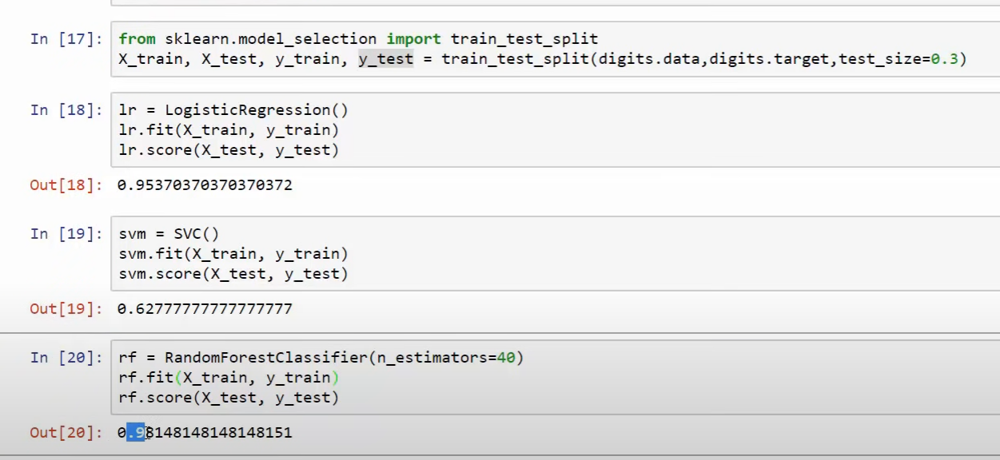 In [17]: from sklearn.model_selection import train_test_split
X_train, X_test, y_train, y_test = train_test_split(digits.data,digits.target,test_size=0.3)
In [18]: lr = LogisticRegression()
lr.fit(X_train, y_train)
lr.score(X_test, y_test)
Out[18]: 0.95370370370370372
In [19]: svm = SVC()
svm.fit(X_train, y_train)
svm.score(X_test, y_test)
Out[19]: 0.62777777777777777
In [20]: rf = RandomForestClassifier(n_estimators=40)
rf.fit(X_train, y_train)
rf.score(X_test, y_test)
Out[20]: 0.98148148148148151